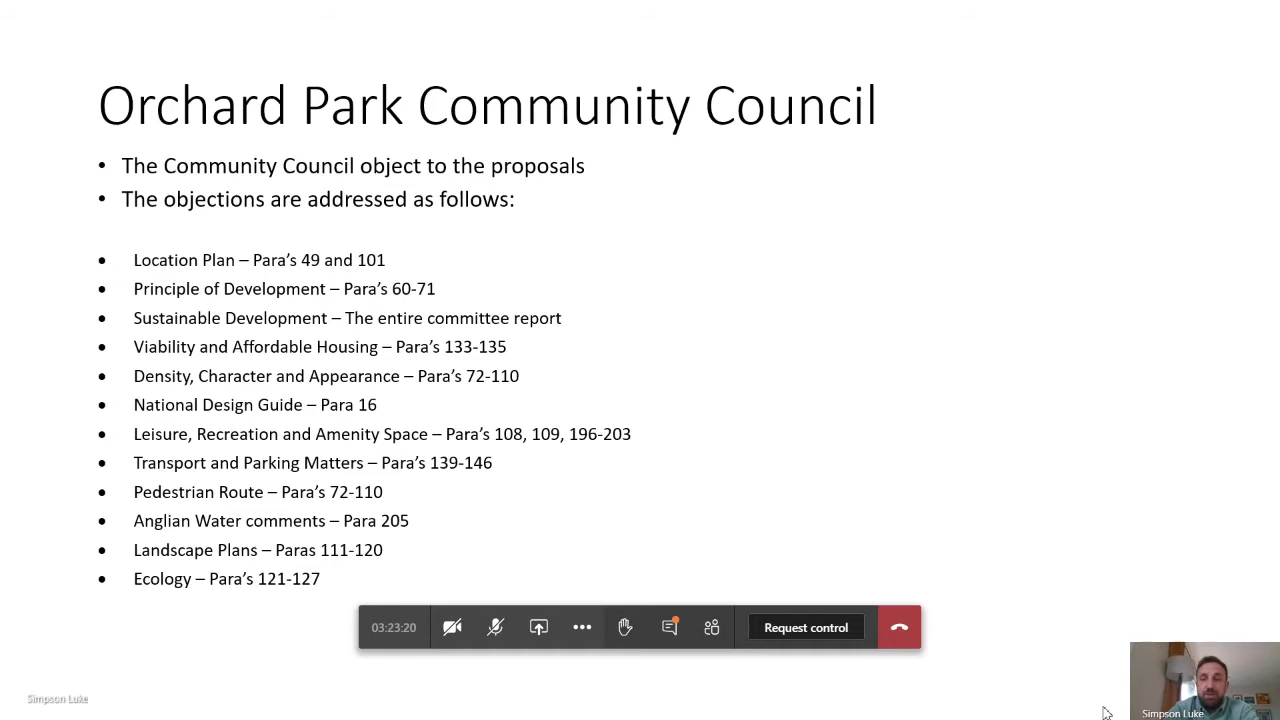 Orchard Park Community Council
• The Community Council object to the proposals
• The objections are addressed as follows:
• Location Plan – Para's 49 and 101
• Principle of Development – Para's 60-71
• Sustainable Development – The entire committee report
• Viability and Affordable Housing – Para's 133-135
• Density, Character and Appearance – Para's 72-110
• National Design Guide – Para 16
• Leisure, Recreation and Amenity Space – Para's 108, 109, 196-203
• Transport and Parking Matters – Para's 139-146
• Pedestrian Route – Para's 72-110
• Anglian Water comments – Para 205
• Landscape Plans – Paras 111-120
• Ecology – Para's 121-127
03:23:20
Request control
Simpson Luke
Simpson Luke